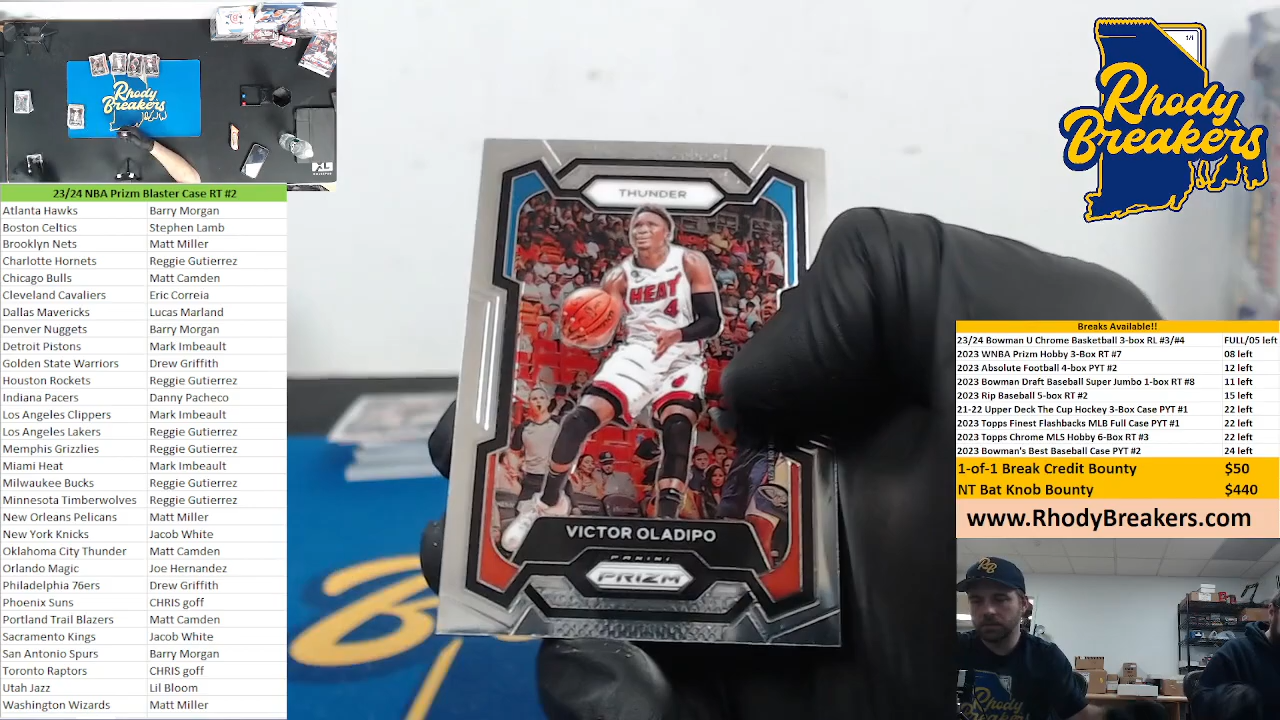 Rhody
Breakers
23/24 NBA Prizm Blaster Case RT #2
Atlanta Hawks Barry Morgan
Boston Celtics Stephen Lamb
Brooklyn Nets Matt Miller
Charlotte Hornets Reggie Gutierrez
Chicago Bulls Matt Camden
Cleveland Cavaliers Eric Correia
Dallas Mavericks Lucas Marland
Denver Nuggets Barry Morgan
Detroit Pistons Mark Imbeault
Golden State Warriors Drew Griffith
Houston Rockets Reggie Gutierrez
Indiana Pacers Danny Pacheco
Los Angeles Clippers Mark Imbeault
Los Angeles Lakers Reggie Gutierrez
Memphis Grizzlies Reggie Gutierrez
Miami Heat Mark Imbeault
Milwaukee Bucks Reggie Gutierrez
Minnesota Timberwolves Reggie Gutierrez
New Orleans Pelicans Matt Miller
New York Knicks Jacob White
Oklahoma City Thunder Matt Camden
Orlando Magic Joe Hernandez
Philadelphia 76ers Drew Griffith
Phoenix Suns CHRIS goff
Portland Trail Blazers Matt Camden
Sacramento Kings Jacob White
San Antonio Spurs Barry Morgan
Toronto Raptors CHRIS goff
Utah Jazz Lil Bloom
Washington Wizards Matt Miller
THUNDER
HEAT
4
VICTOR OLADIPO
PANINI
PRIZM
1/1
Rhody
Breakers
Breaks Available!!
23/24 Bowman U Chrome Basketball 3-box RL #3/#4 FULL/05 left
2023 WNBA Prizm Hobby 3-Box RT #7 08 left
2023 Absolute Football 4-box PYT #2 12 left
2023 Bowman Draft Baseball Super Jumbo 1-box RT #8 11 left
2023 Rip Baseball 5-box RT #2 15 left
21-22 Upper Deck The Cup Hockey 3-Box Case PYT #1 22 left
2023 Topps Finest Flashbacks MLB Full Case PYT #1 22 left
2023 Topps Chrome MLS Hobby 6-Box RT #3 22 left
2023 Bowman's Best Baseball Case PYT #2 24 left
1-of-1 Break Credit Bounty $50
NT Bat Knob Bounty $440
www.RhodyBreakers.com
RB
Rhody
Breakers